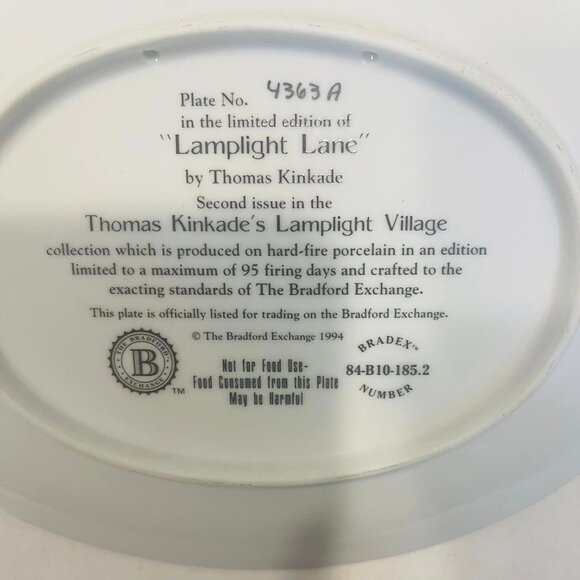 Plate No. 4363A
in the limited edition of
"Lamplight Lane"
by Thomas Kinkade
Second issue in the
Thomas Kinkade's Lamplight Village
collection which is produced on hard-fire porcelain in an edition
limited to a maximum of 95 firing days and crafted to the
exacting standards of The Bradford Exchange.
This plate is officially listed for trading on the Bradford Exchange.
© The Bradford Exchange 1994
THE BRADFORD
B
EXCHANGE
TM
Not for Food Use-
Food Consumed from this Plate
May be Harmful
BRADEX™
84-B10-185.2
NUMBER